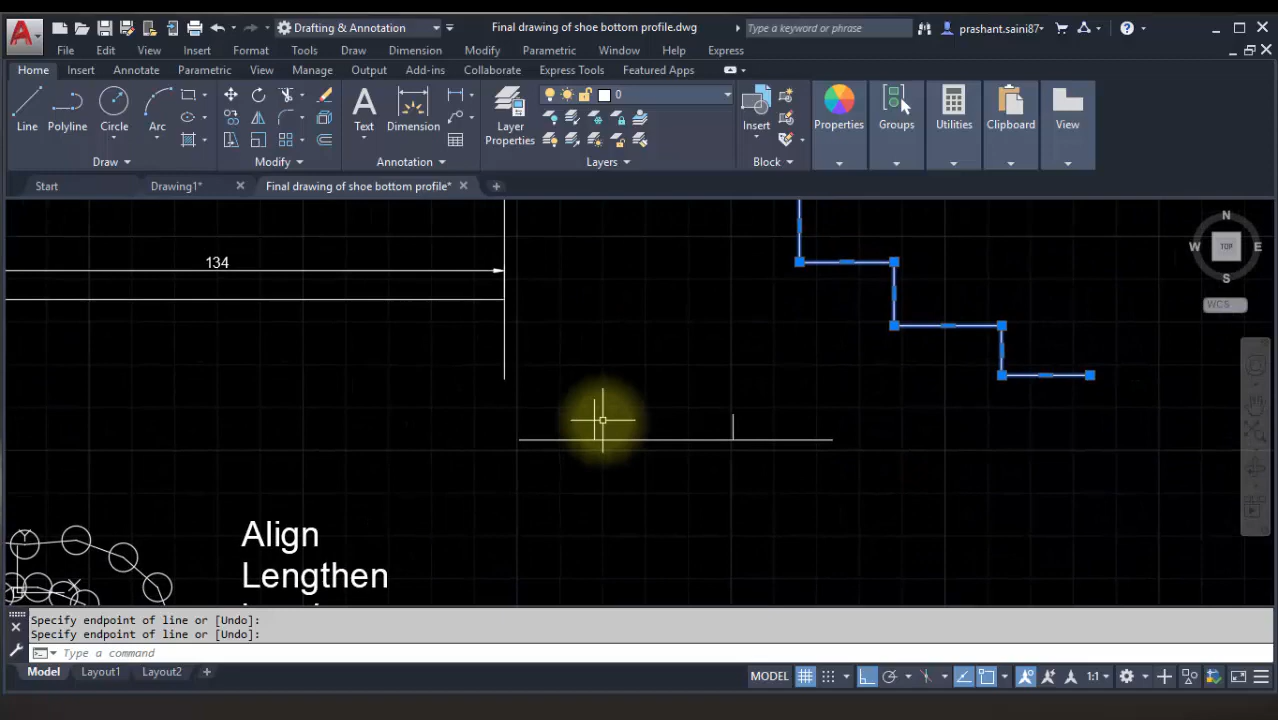 A
Drafting & Annotation
Final drawing of shoe bottom profile.dwg
Type a keyword or phrase
prashant.saini87*
File Edit View Insert Format Tools Draw Dimension Modify Parametric Window Help Express
Home Insert Annotate Parametric View Manage Output Add-ins Collaborate Express Tools Featured Apps
Line Polyline Circle Arc
Draw
Modify
Text Dimension
Annotation
Layer Properties
0
Layers
Insert
Block
Properties
Groups
Utilities
Clipboard
View
Start Drawing1* Final drawing of shoe bottom profile*
134
N
W TOP E
S
WCS
Y
X
Align
Lengthen
Specify endpoint of line or [Undo]:
Specify endpoint of line or [Undo]:
Type a command
Model Layout1 Layout2 +
MODEL
1:1